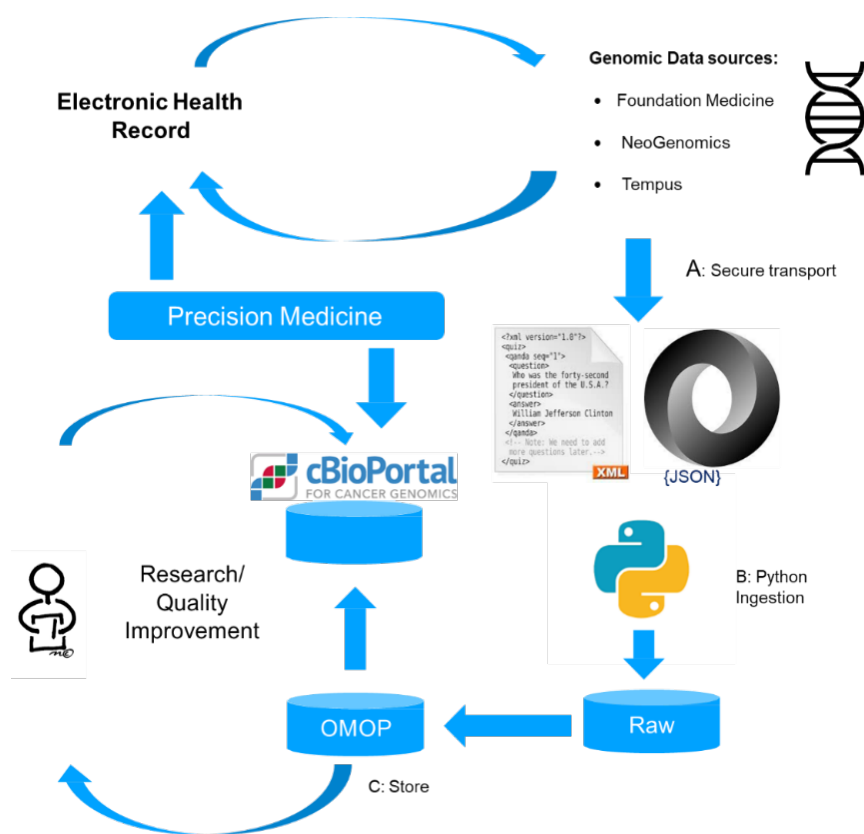 Electronic Health
Record
Genomic Data sources:
• Foundation Medicine
• NeoGenomics
• Tempus
A: Secure transport
Precision Medicine
<?xml version="1.0"?>
<quiz>
<qanda seq="1">
<question>
Who was the forty-second
president of the U.S.A.?
</question>
<answer>
William Jefferson Clinton
</answer>
</qanda>
<!-- Note: We need to add
more questions later.-->
</quiz>
XML
{JSON}
cBioPortal
FOR CANCER GENOMICS
B: Python
Ingestion
Research/
Quality
Improvement
OMOP
Raw
C: Store